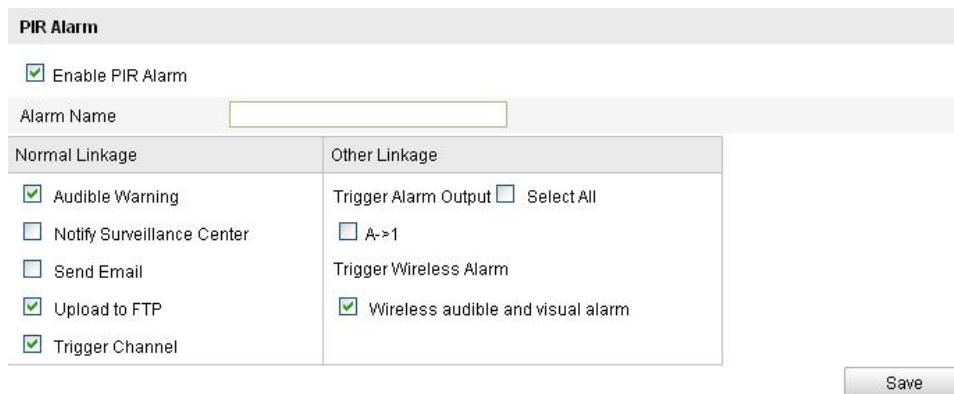 PIR Alarm
Enable PIR Alarm
Alarm Name
Normal Linkage
Other Linkage
Audible Warning
Trigger Alarm Output Select All
Notify Surveillance Center
A->1
Send Email
Trigger Wireless Alarm
Upload to FTP
Wireless audible and visual alarm
Trigger Channel
Save